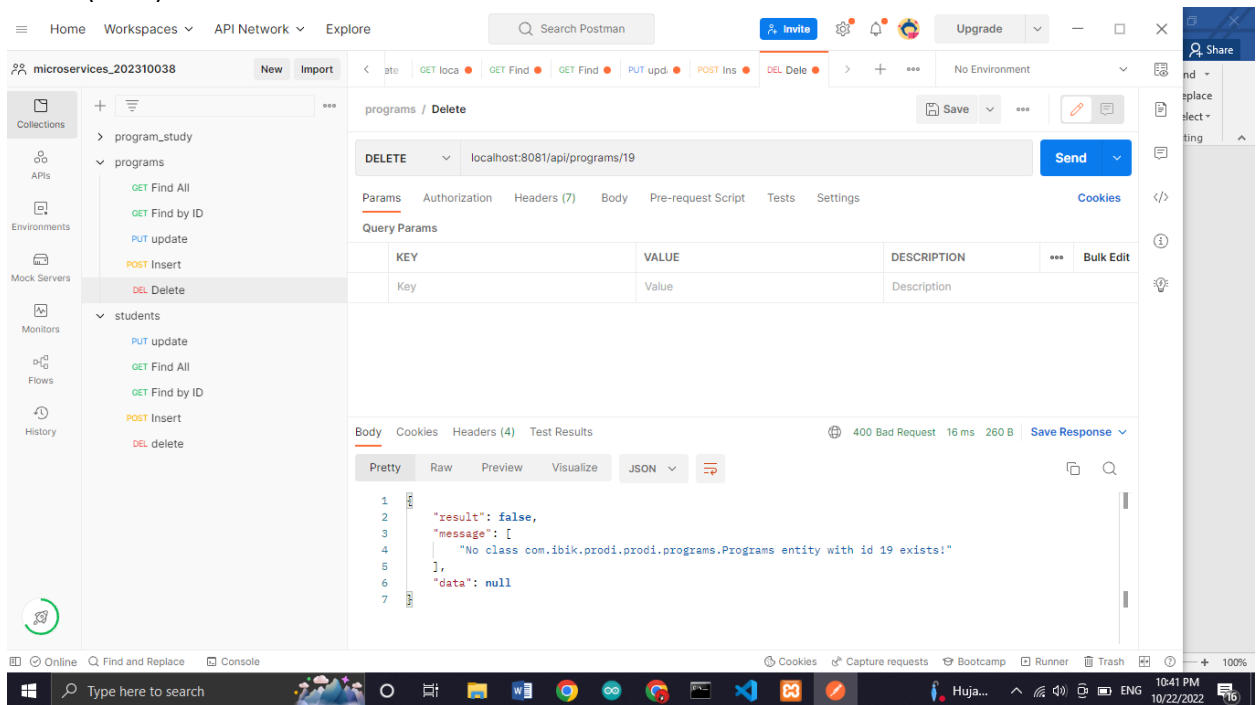 Home Workspaces API Network Explore Search Postman Invite Upgrade
Share
microservices_202310038 New Import ete GET loca GET Find GET Find PUT upd POST Ins DEL Dele No Environment
nd
eplace
elect
ting
Collections
APIs
Environments
Mock Servers
Monitors
Flows
History
program_study
programs
GET Find All
GET Find by ID
PUT update
POST Insert
DEL Delete
students
PUT update
GET Find All
GET Find by ID
POST Insert
DEL delete
programs / Delete Save
DELETE localhost:8081/api/programs/19 Send
Params Authorization Headers (7) Body Pre-request Script Tests Settings Cookies
Query Params
KEY VALUE DESCRIPTION Bulk Edit
Key Value Description
Body Cookies Headers (4) Test Results 400 Bad Request 16 ms 260 B Save Response
Pretty Raw Preview Visualize JSON
1 {
2 "result": false,
3 "message": [
4 "No class com.ibik.prodi.prodi.programs.Programs entity with id 19 exists!"
5 ],
6 "data": null
7 }
Online Find and Replace Console Cookies Capture requests Bootcamp Runner Trash 100%
Type here to search Huja... ENG 10:41 PM
10/22/2022 16